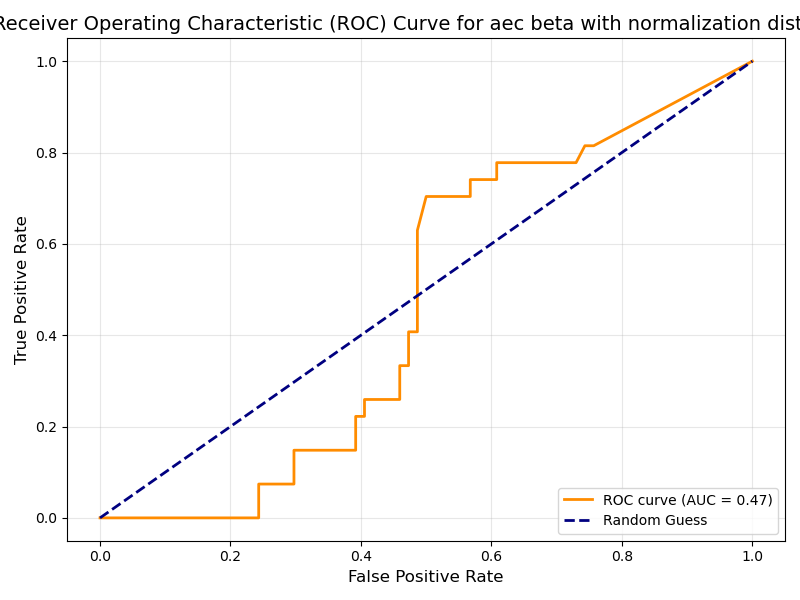 Receiver Operating Characteristic (ROC) Curve for aec beta with normalization dist
1.0
0.8
0.6
0.4
0.2
0.0
True Positive Rate
0.0 0.2 0.4 0.6 0.8 1.0
False Positive Rate
ROC curve (AUC = 0.47)
Random Guess